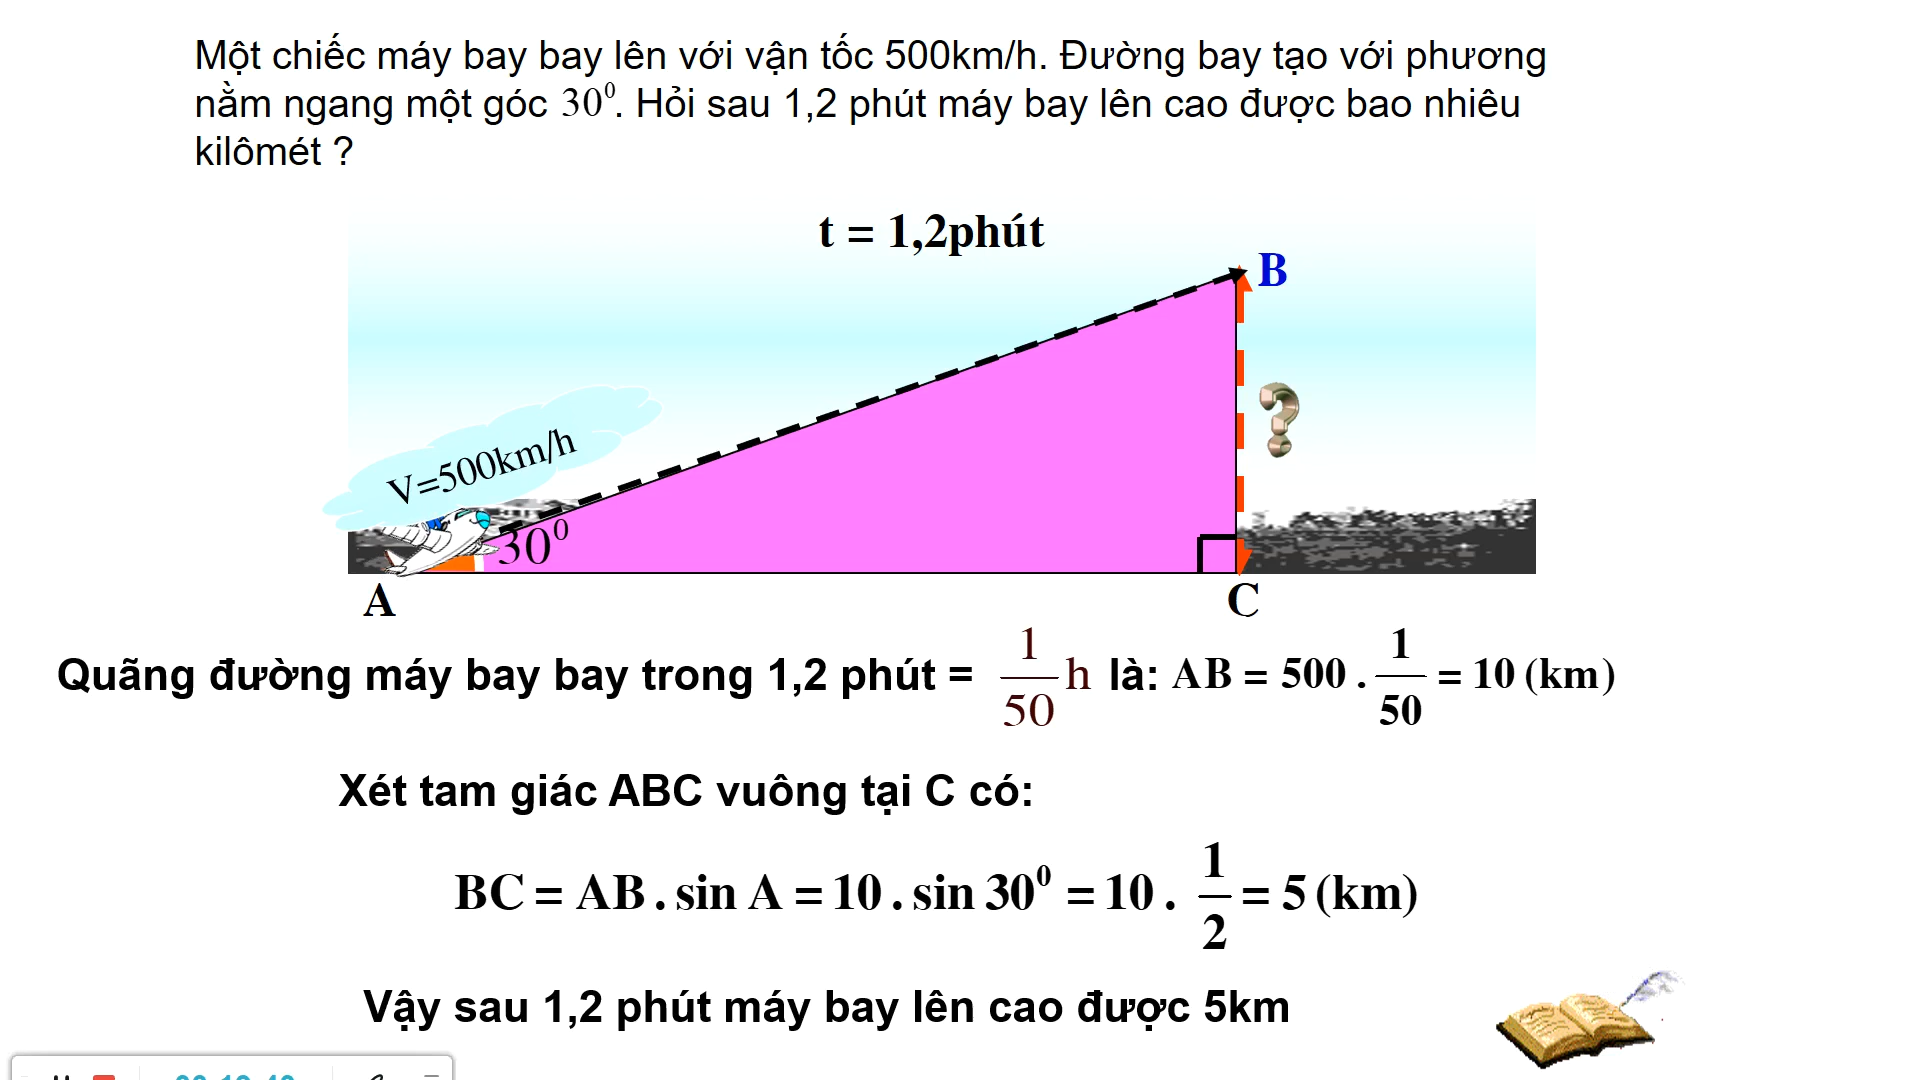 Một chiếc máy bay bay lên với vận tốc 500km/h. Đường bay tạo với phương
nằm ngang một góc 30⁰. Hỏi sau 1,2 phút máy bay lên cao được bao nhiêu
kilômét ?
t = 1,2phút
B
V=500km/h
30⁰
A
C
Quãng đường máy bay bay trong 1,2 phút = 1/50 h là: AB = 500 . 1/50 = 10 (km)
Xét tam giác ABC vuông tại C có:
BC = AB . sin A = 10 . sin 30⁰ = 10 . 1/2 = 5 (km)
Vậy sau 1,2 phút máy bay lên cao được 5km